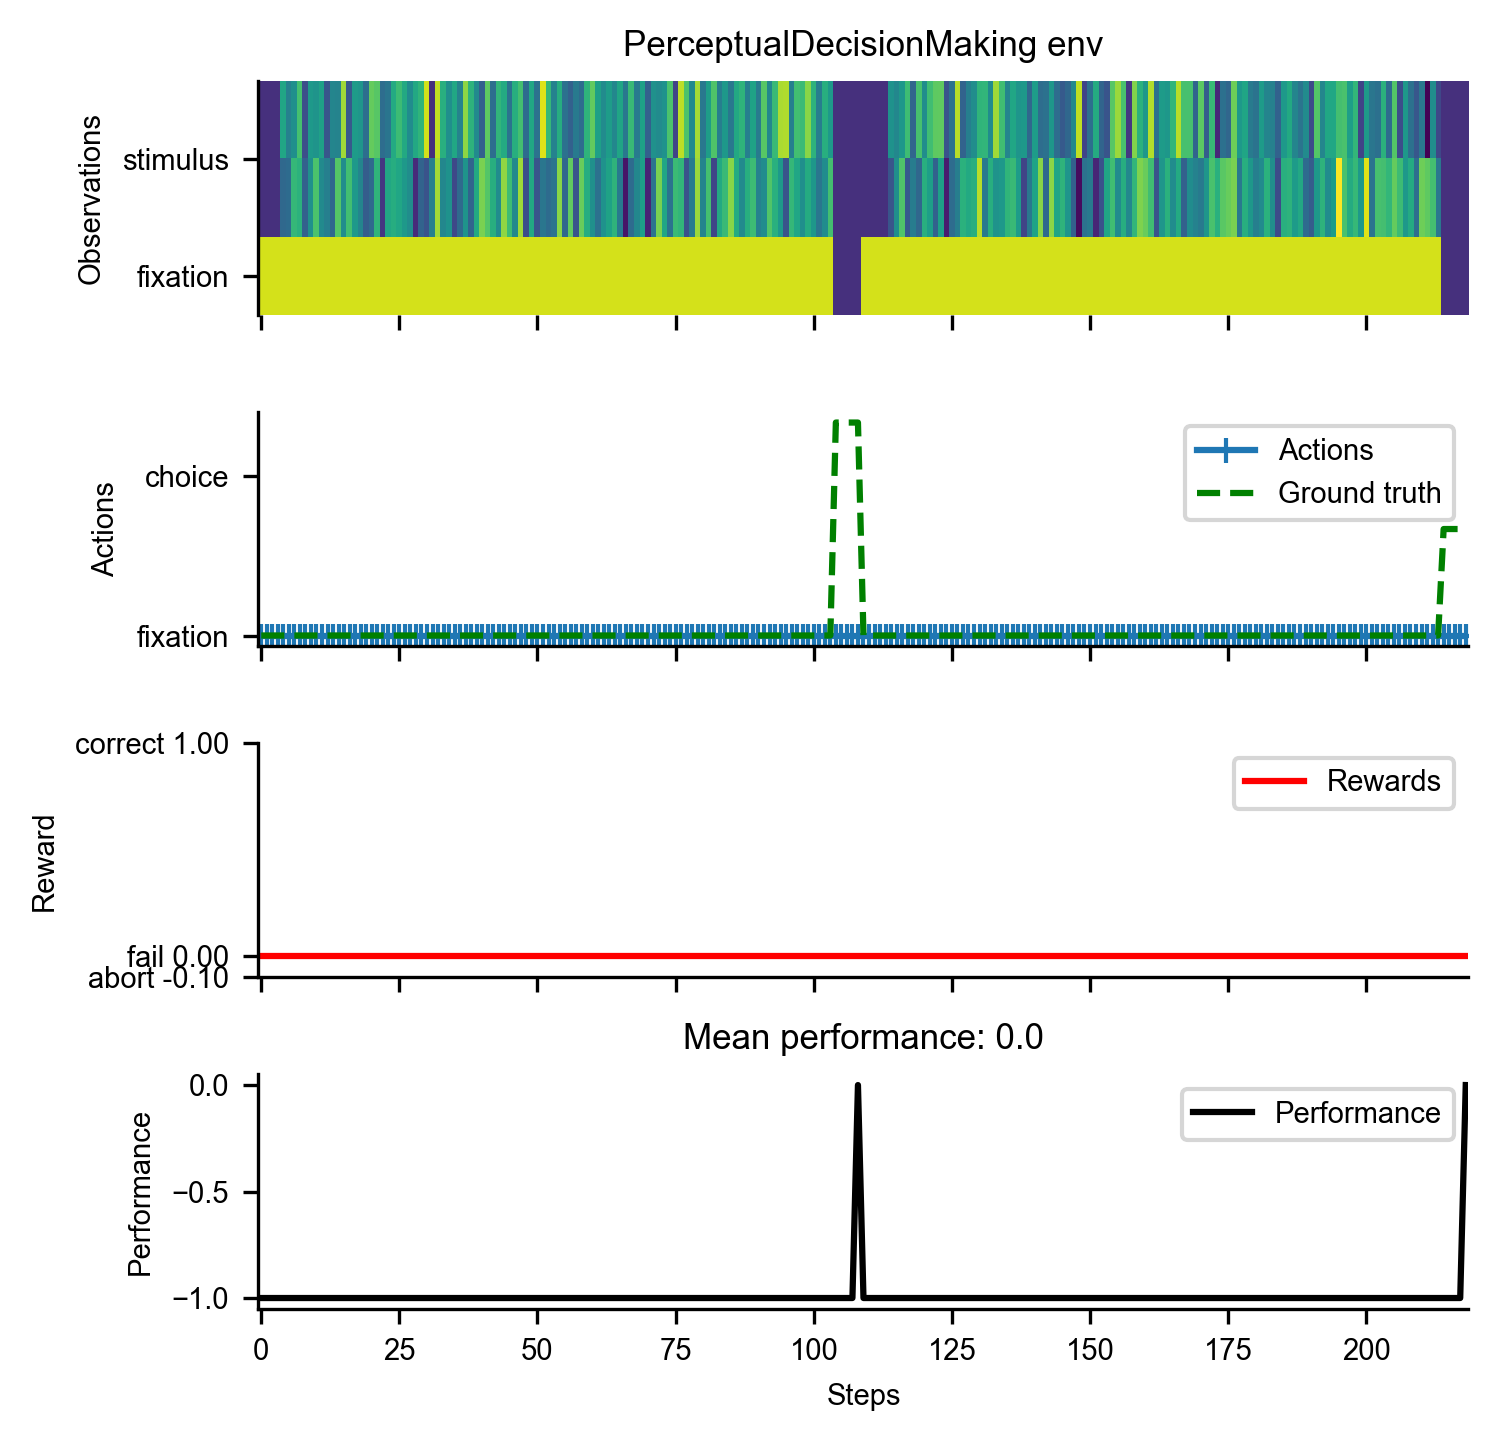 PerceptualDecisionMaking env
Observations
stimulus
fixation
Actions
choice
fixation
Actions
Ground truth
Reward
correct 1.00
fail 0.00
abort -0.10
Rewards
Mean performance: 0.0
Performance
0.0
−0.5
−1.0
Performance
0 25 50 75 100 125 150 175 200
Steps